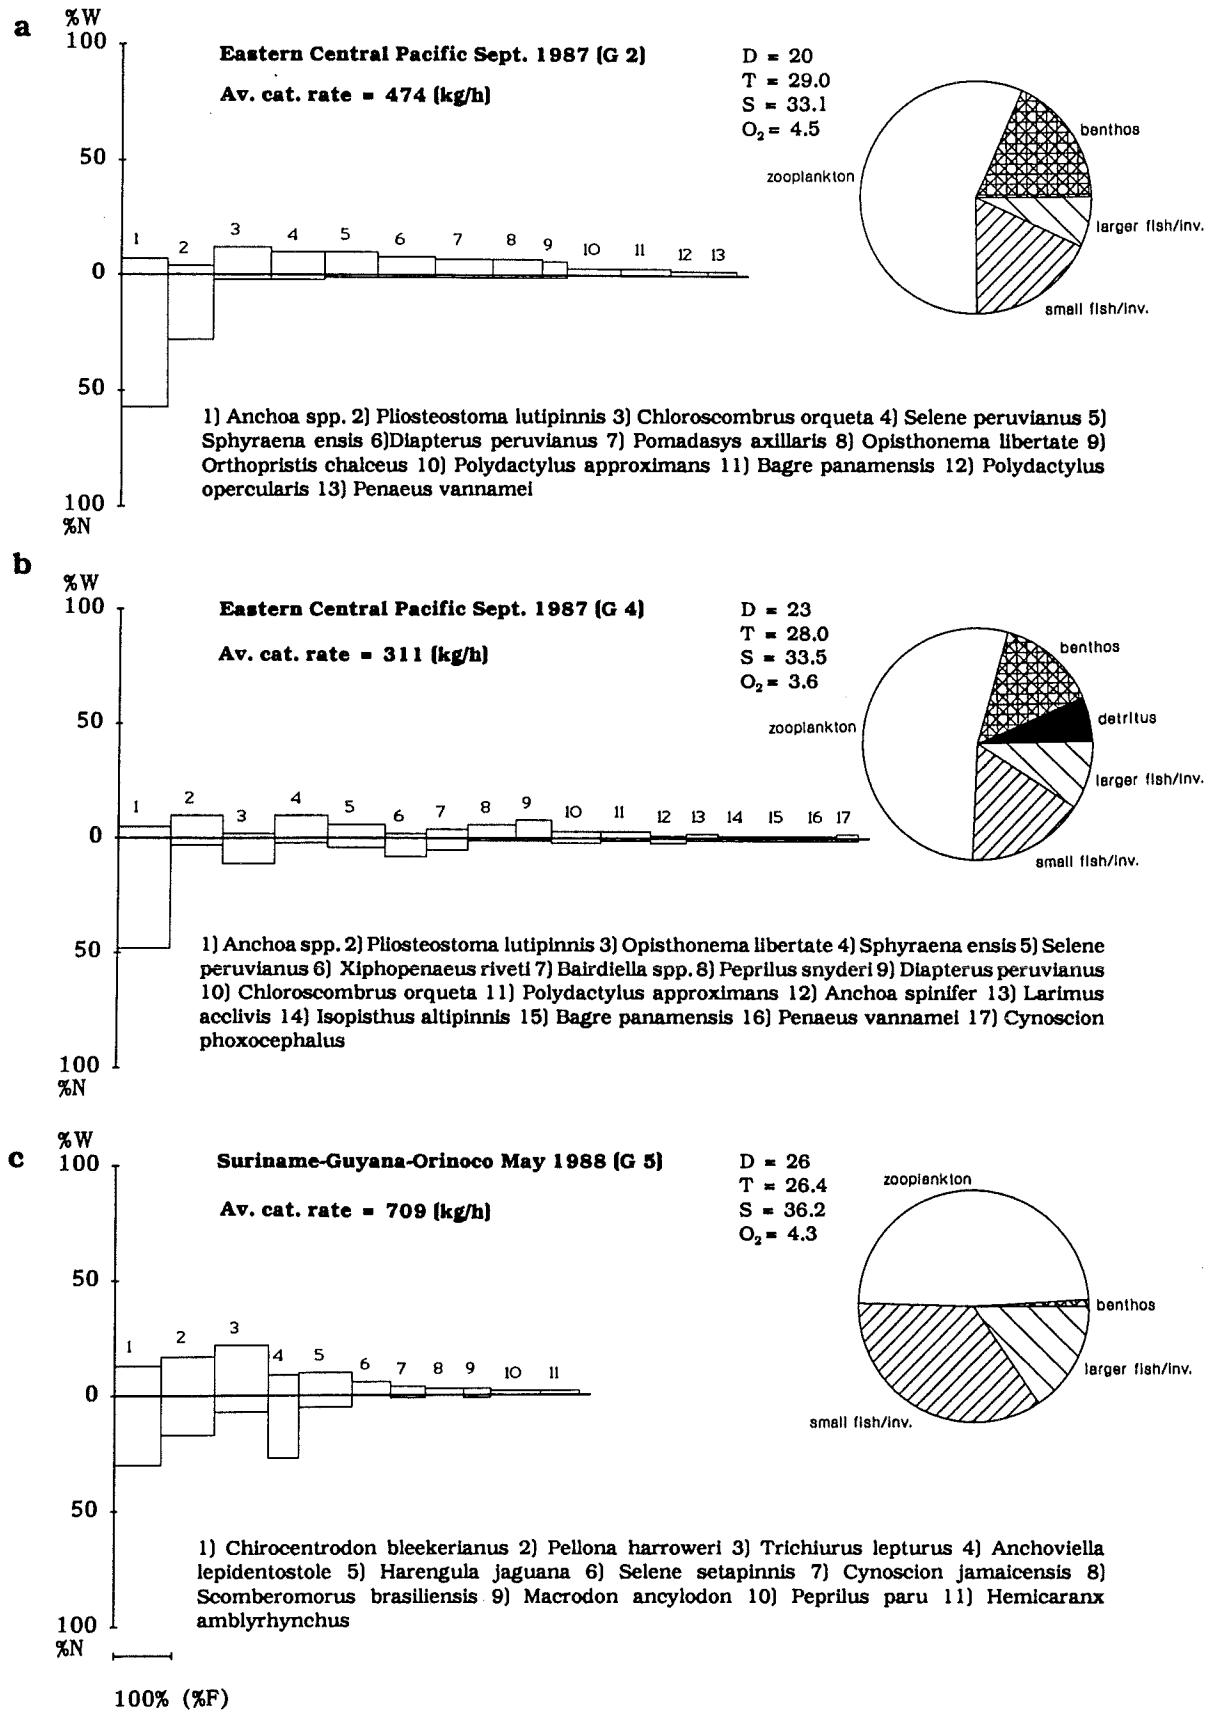 a
%W
100
50
0
50
100
%N
Eastern Central Pacific Sept. 1987 (G 2)
Av. cat. rate = 474 (kg/h)
D = 20
T = 29.0
S = 33.1
O₂ = 4.5
zooplankton
benthos
larger fish/inv.
small fish/inv.
1 2 3 4 5 6 7 8 9 10 11 12 13
1) Anchoa spp. 2) Pliosteostoma lutipinnis 3) Chloroscombrus orqueta 4) Selene peruvianus 5)
Sphyraena ensis 6)Diapterus peruvianus 7) Pomadasys axillaris 8) Opisthonema libertate 9)
Orthopristis chalceus 10) Polydactylus approximans 11) Bagre panamensis 12) Polydactylus
opercularis 13) Penaeus vannamei
b
%W
100
50
0
50
100
%N
Eastern Central Pacific Sept. 1987 (G 4)
Av. cat. rate = 311 (kg/h)
D = 23
T = 28.0
S = 33.5
O₂ = 3.6
zooplankton
benthos
detritus
larger fish/inv.
small fish/inv.
1 2 3 4 5 6 7 8 9 10 11 12 13 14 15 16 17
1) Anchoa spp. 2) Pliosteostoma lutipinnis 3) Opisthonema libertate 4) Sphyraena ensis 5) Selene
peruvianus 6) Xiphopenaeus riveti 7) Bairdiella spp. 8) Peprilus snyderi 9) Diapterus peruvianus
10) Chloroscombrus orqueta 11) Polydactylus approximans 12) Anchoa spinifer 13) Larimus
acclivis 14) Isopisthus altipinnis 15) Bagre panamensis 16) Penaeus vannamei 17) Cynoscion
phoxocephalus
c
%W
100
50
0
50
100
%N
Suriname-Guyana-Orinoco May 1988 (G 5)
Av. cat. rate = 709 (kg/h)
D = 26
T = 26.4
S = 36.2
O₂ = 4.3
zooplankton
benthos
larger fish/inv.
small fish/inv.
1 2 3 4 5 6 7 8 9 10 11
1) Chirocentrodon bleekerianus 2) Pellona harroweri 3) Trichiurus lepturus 4) Anchoviella
lepidentostole 5) Harengula jaguana 6) Selene setapinnis 7) Cynoscion jamaicensis 8)
Scomberomorus brasiliensis 9) Macrodon ancylodon 10) Peprilus paru 11) Hemicaranx
amblyrhynchus
100% (%F)